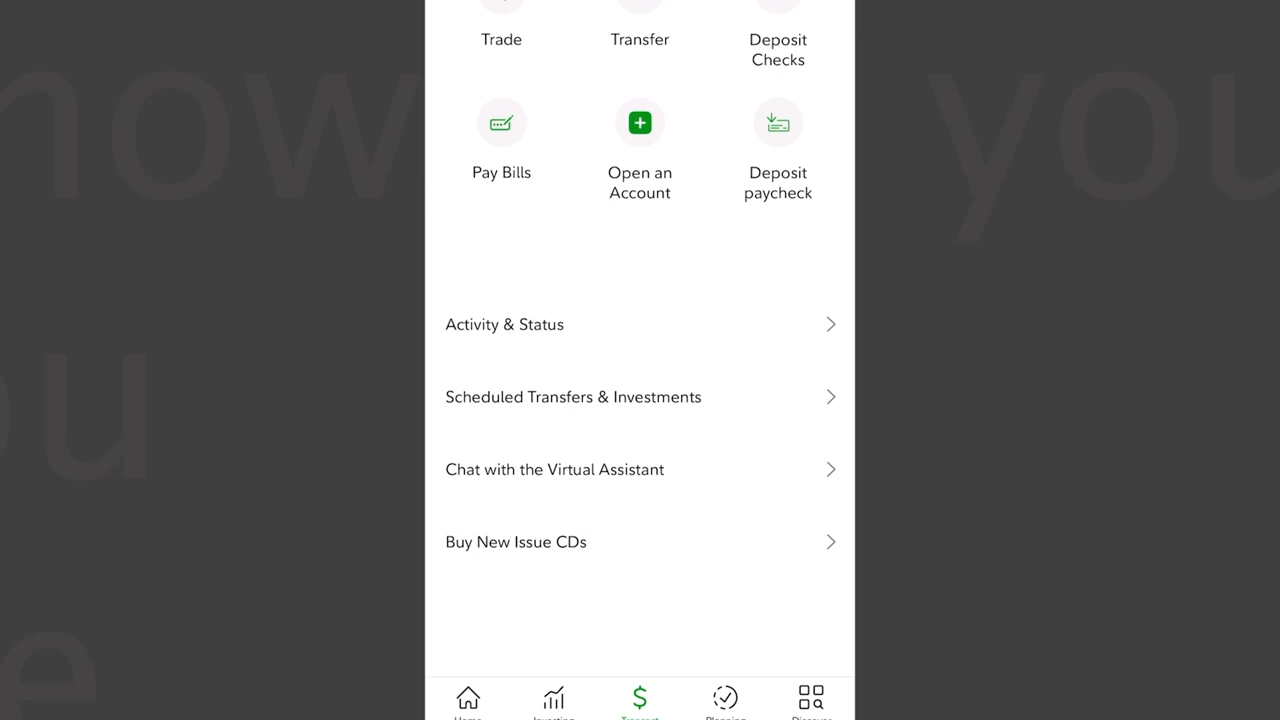 Trade
Transfer
Deposit
Checks
Pay Bills
Open an
Account
Deposit
paycheck
Activity & Status
Scheduled Transfers & Investments
Chat with the Virtual Assistant
Buy New Issue CDs